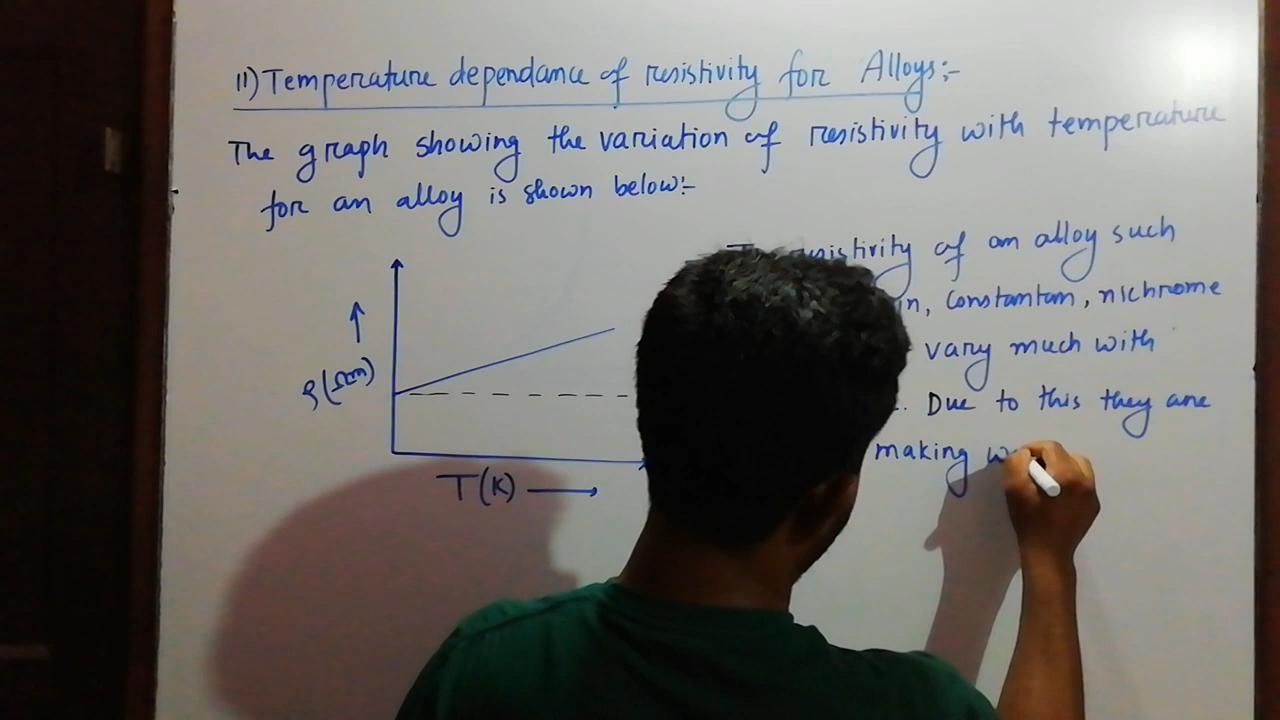 11) Temperature dependance of resistivity for Alloys:-
The graph showing the variation of resistivity with temperature
for an alloy is shown below:-
of an alloy such
, Constantan, nichrome
vary much with
. Due to this they are
making
ρ(Ωm)
T(K)